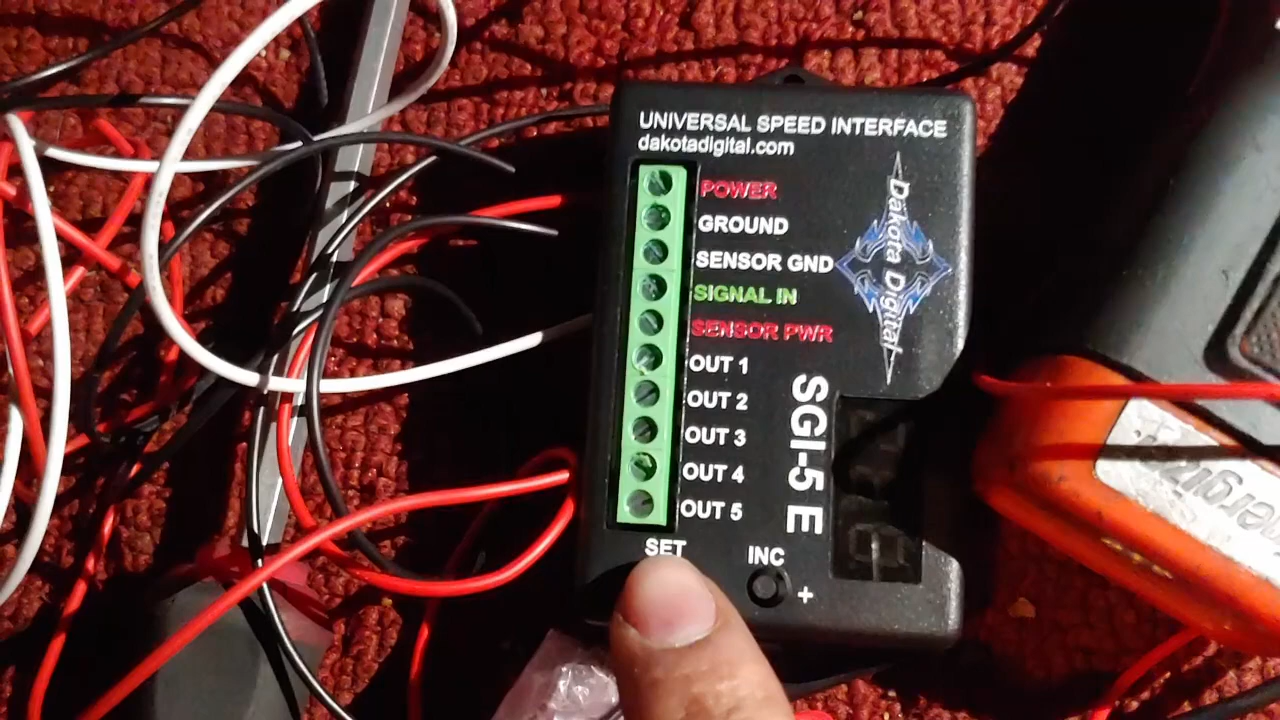 UNIVERSAL SPEED INTERFACE
dakotadigital.com
POWER
GROUND
SENSOR GND
SIGNAL IN
SENSOR PWR
OUT 1
OUT 2
OUT 3
OUT 4
OUT 5
Dakota Digital
SGI-5 E
SET
INC
+